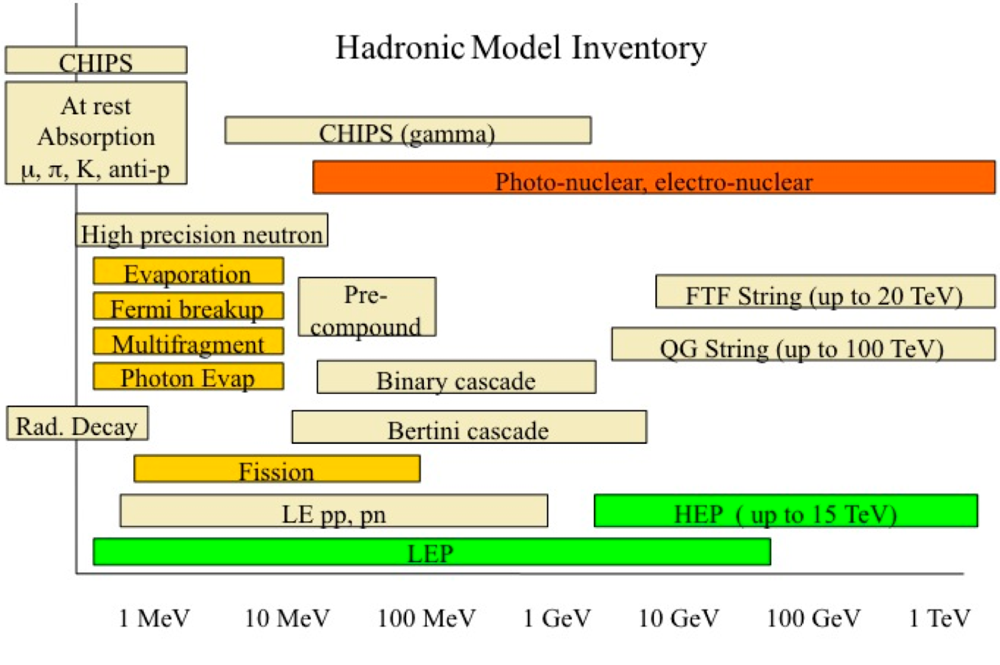 Hadronic Model Inventory
CHIPS
At rest
Absorption
μ, π, K, anti-p
CHIPS (gamma)
Photo-nuclear, electro-nuclear
High precision neutron
Evaporation
Fermi breakup
Multifragment
Photon Evap
Pre-
compound
FTF String (up to 20 TeV)
QG String (up to 100 TeV)
Binary cascade
Rad. Decay
Bertini cascade
Fission
LE pp, pn
HEP ( up to 15 TeV)
LEP
1 MeV 10 MeV 100 MeV 1 GeV 10 GeV 100 GeV 1 TeV